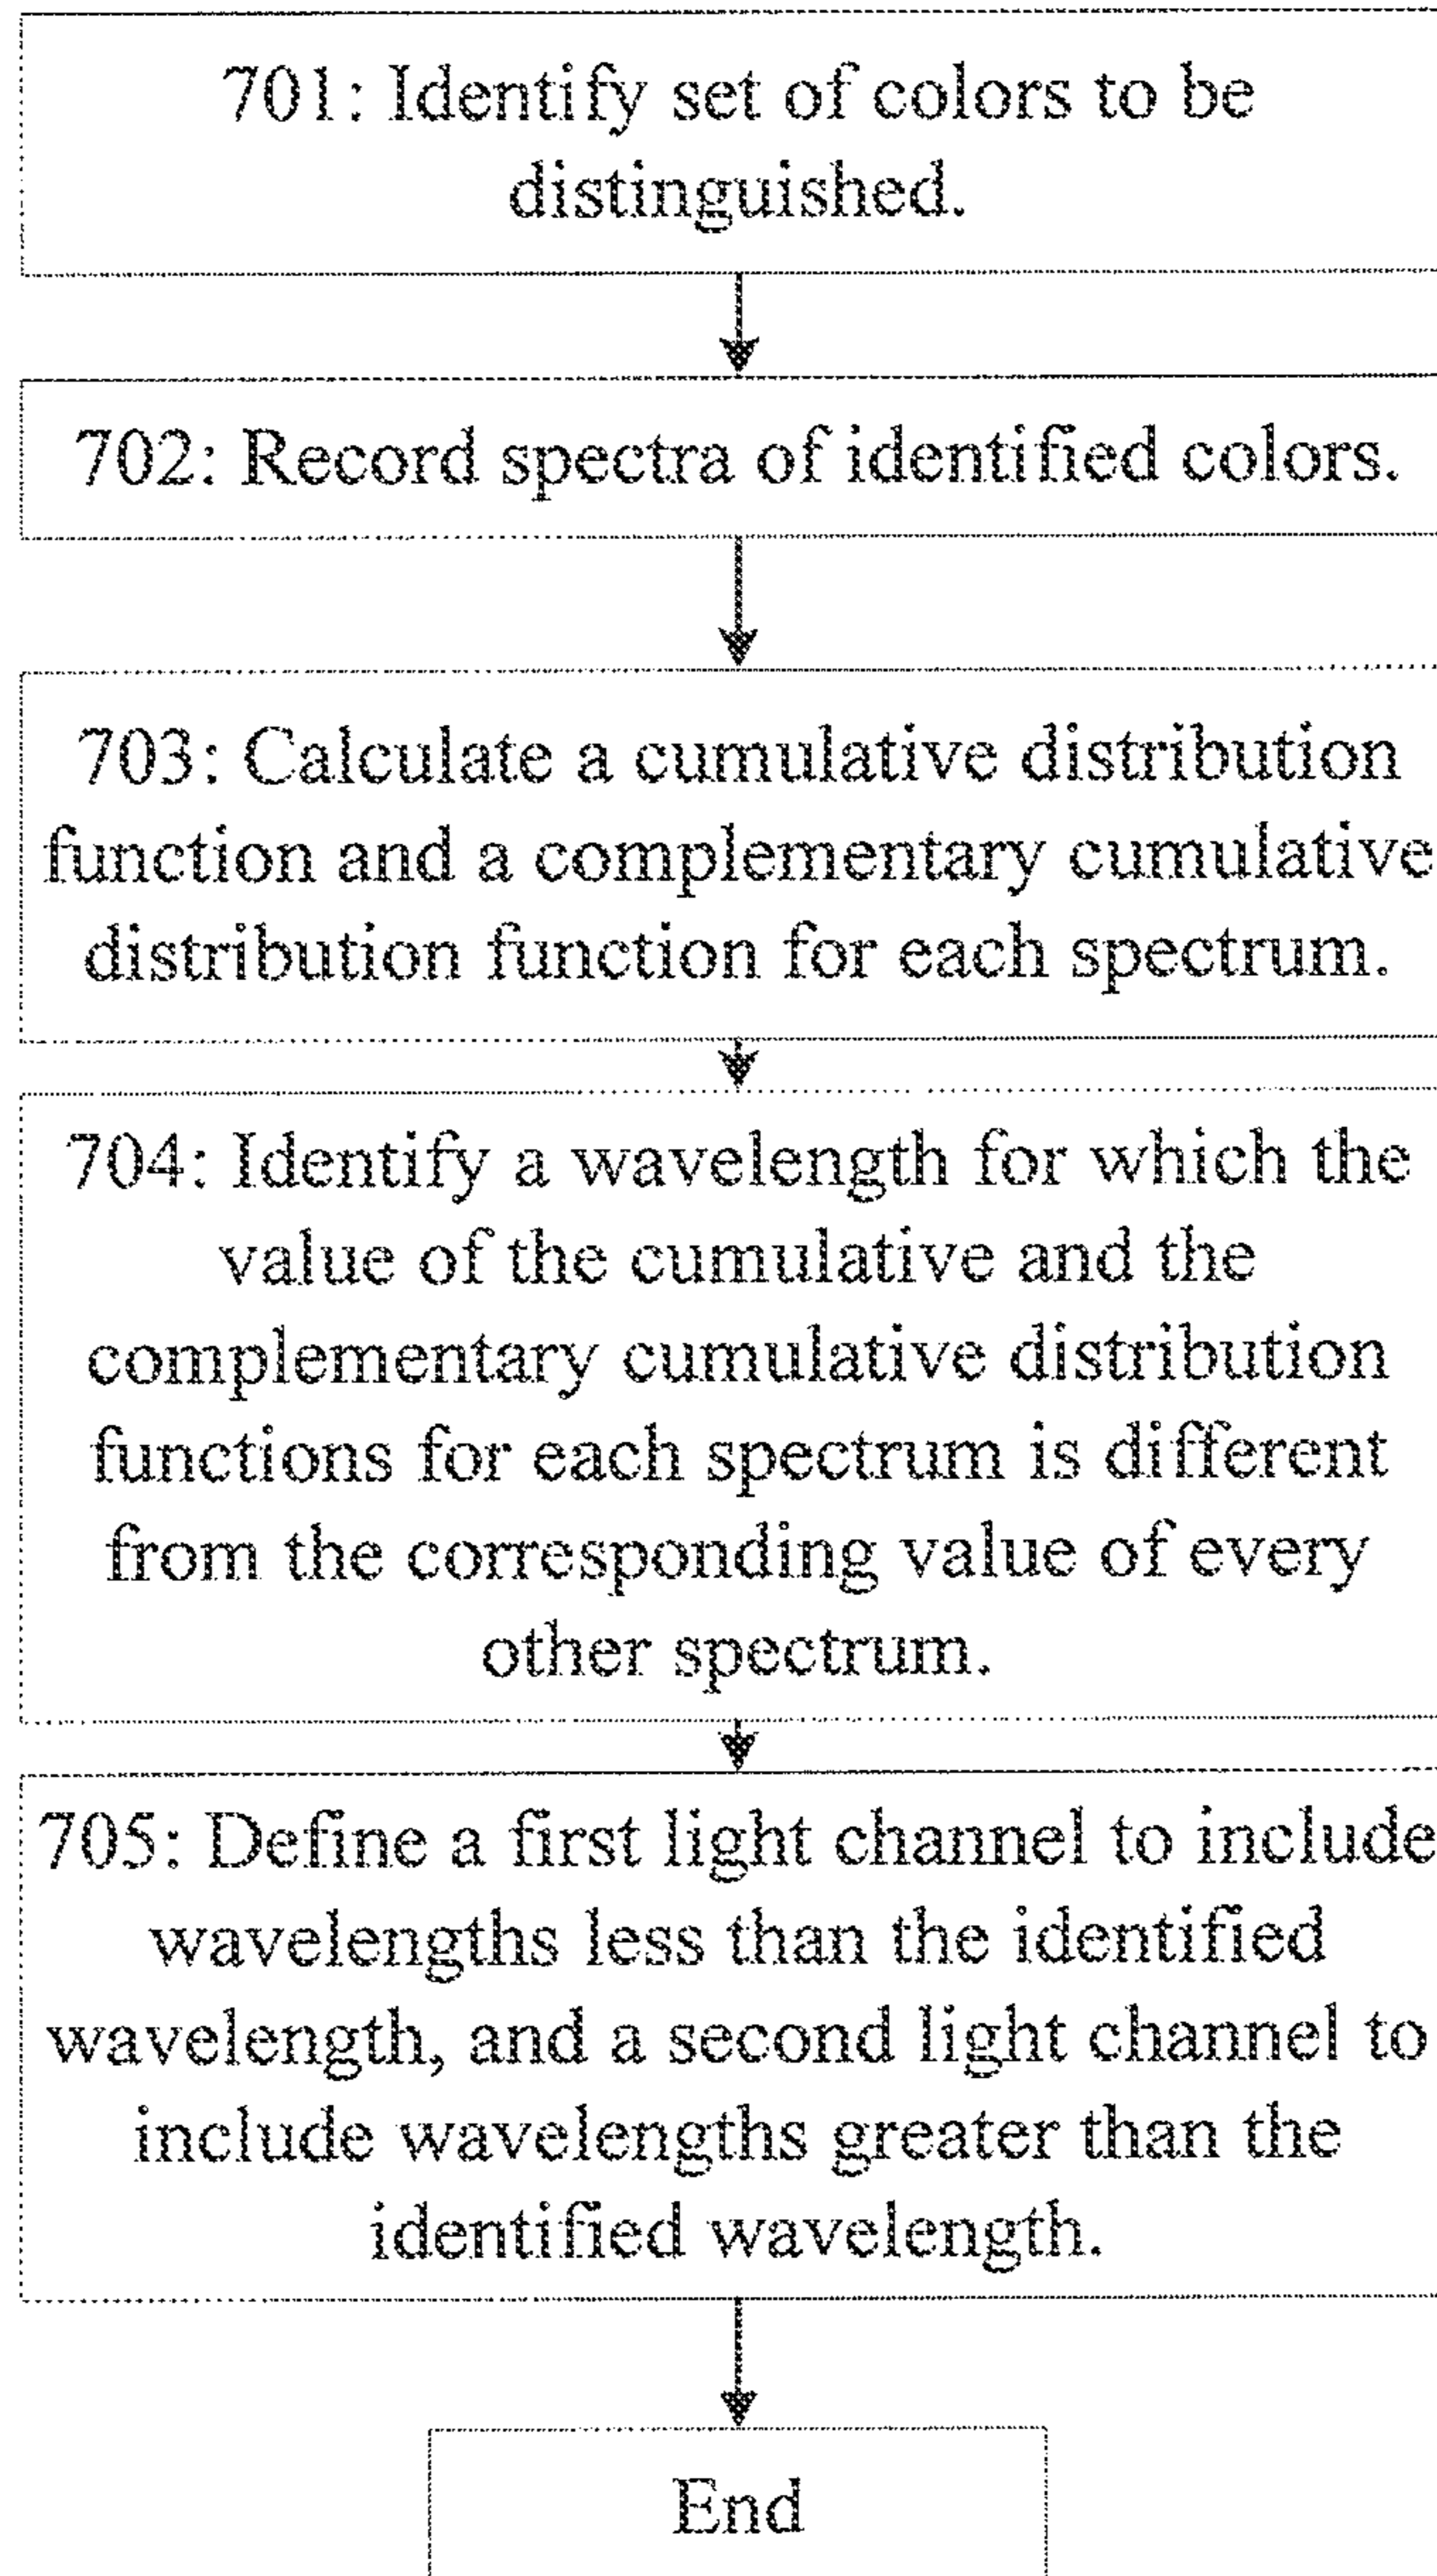 701: Identify set of colors to be
distinguished.
702: Record spectra of identified colors.
703: Calculate a cumulative distribution
function and a complementary cumulative
distribution function for each spectrum.
704: Identify a wavelength for which the
value of the cumulative and the
complementary cumulative distribution
functions for each spectrum is different
from the corresponding value of every
other spectrum.
705: Define a first light channel to include
wavelengths less than the identified
wavelength, and a second light channel to
include wavelengths greater than the
identified wavelength.
End